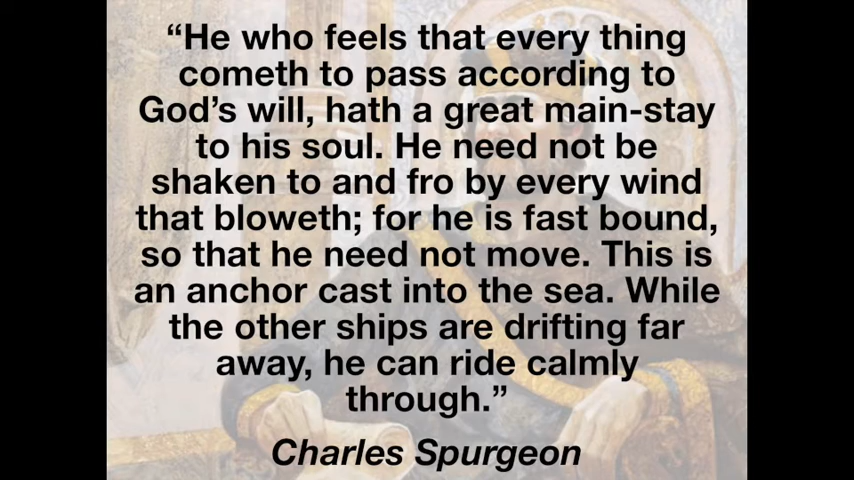 “He who feels that every thing
cometh to pass according to
God’s will, hath a great main-stay
to his soul. He need not be
shaken to and fro by every wind
that bloweth; for he is fast bound,
so that he need not move. This is
an anchor cast into the sea. While
the other ships are drifting far
away, he can ride calmly
through.”
Charles Spurgeon